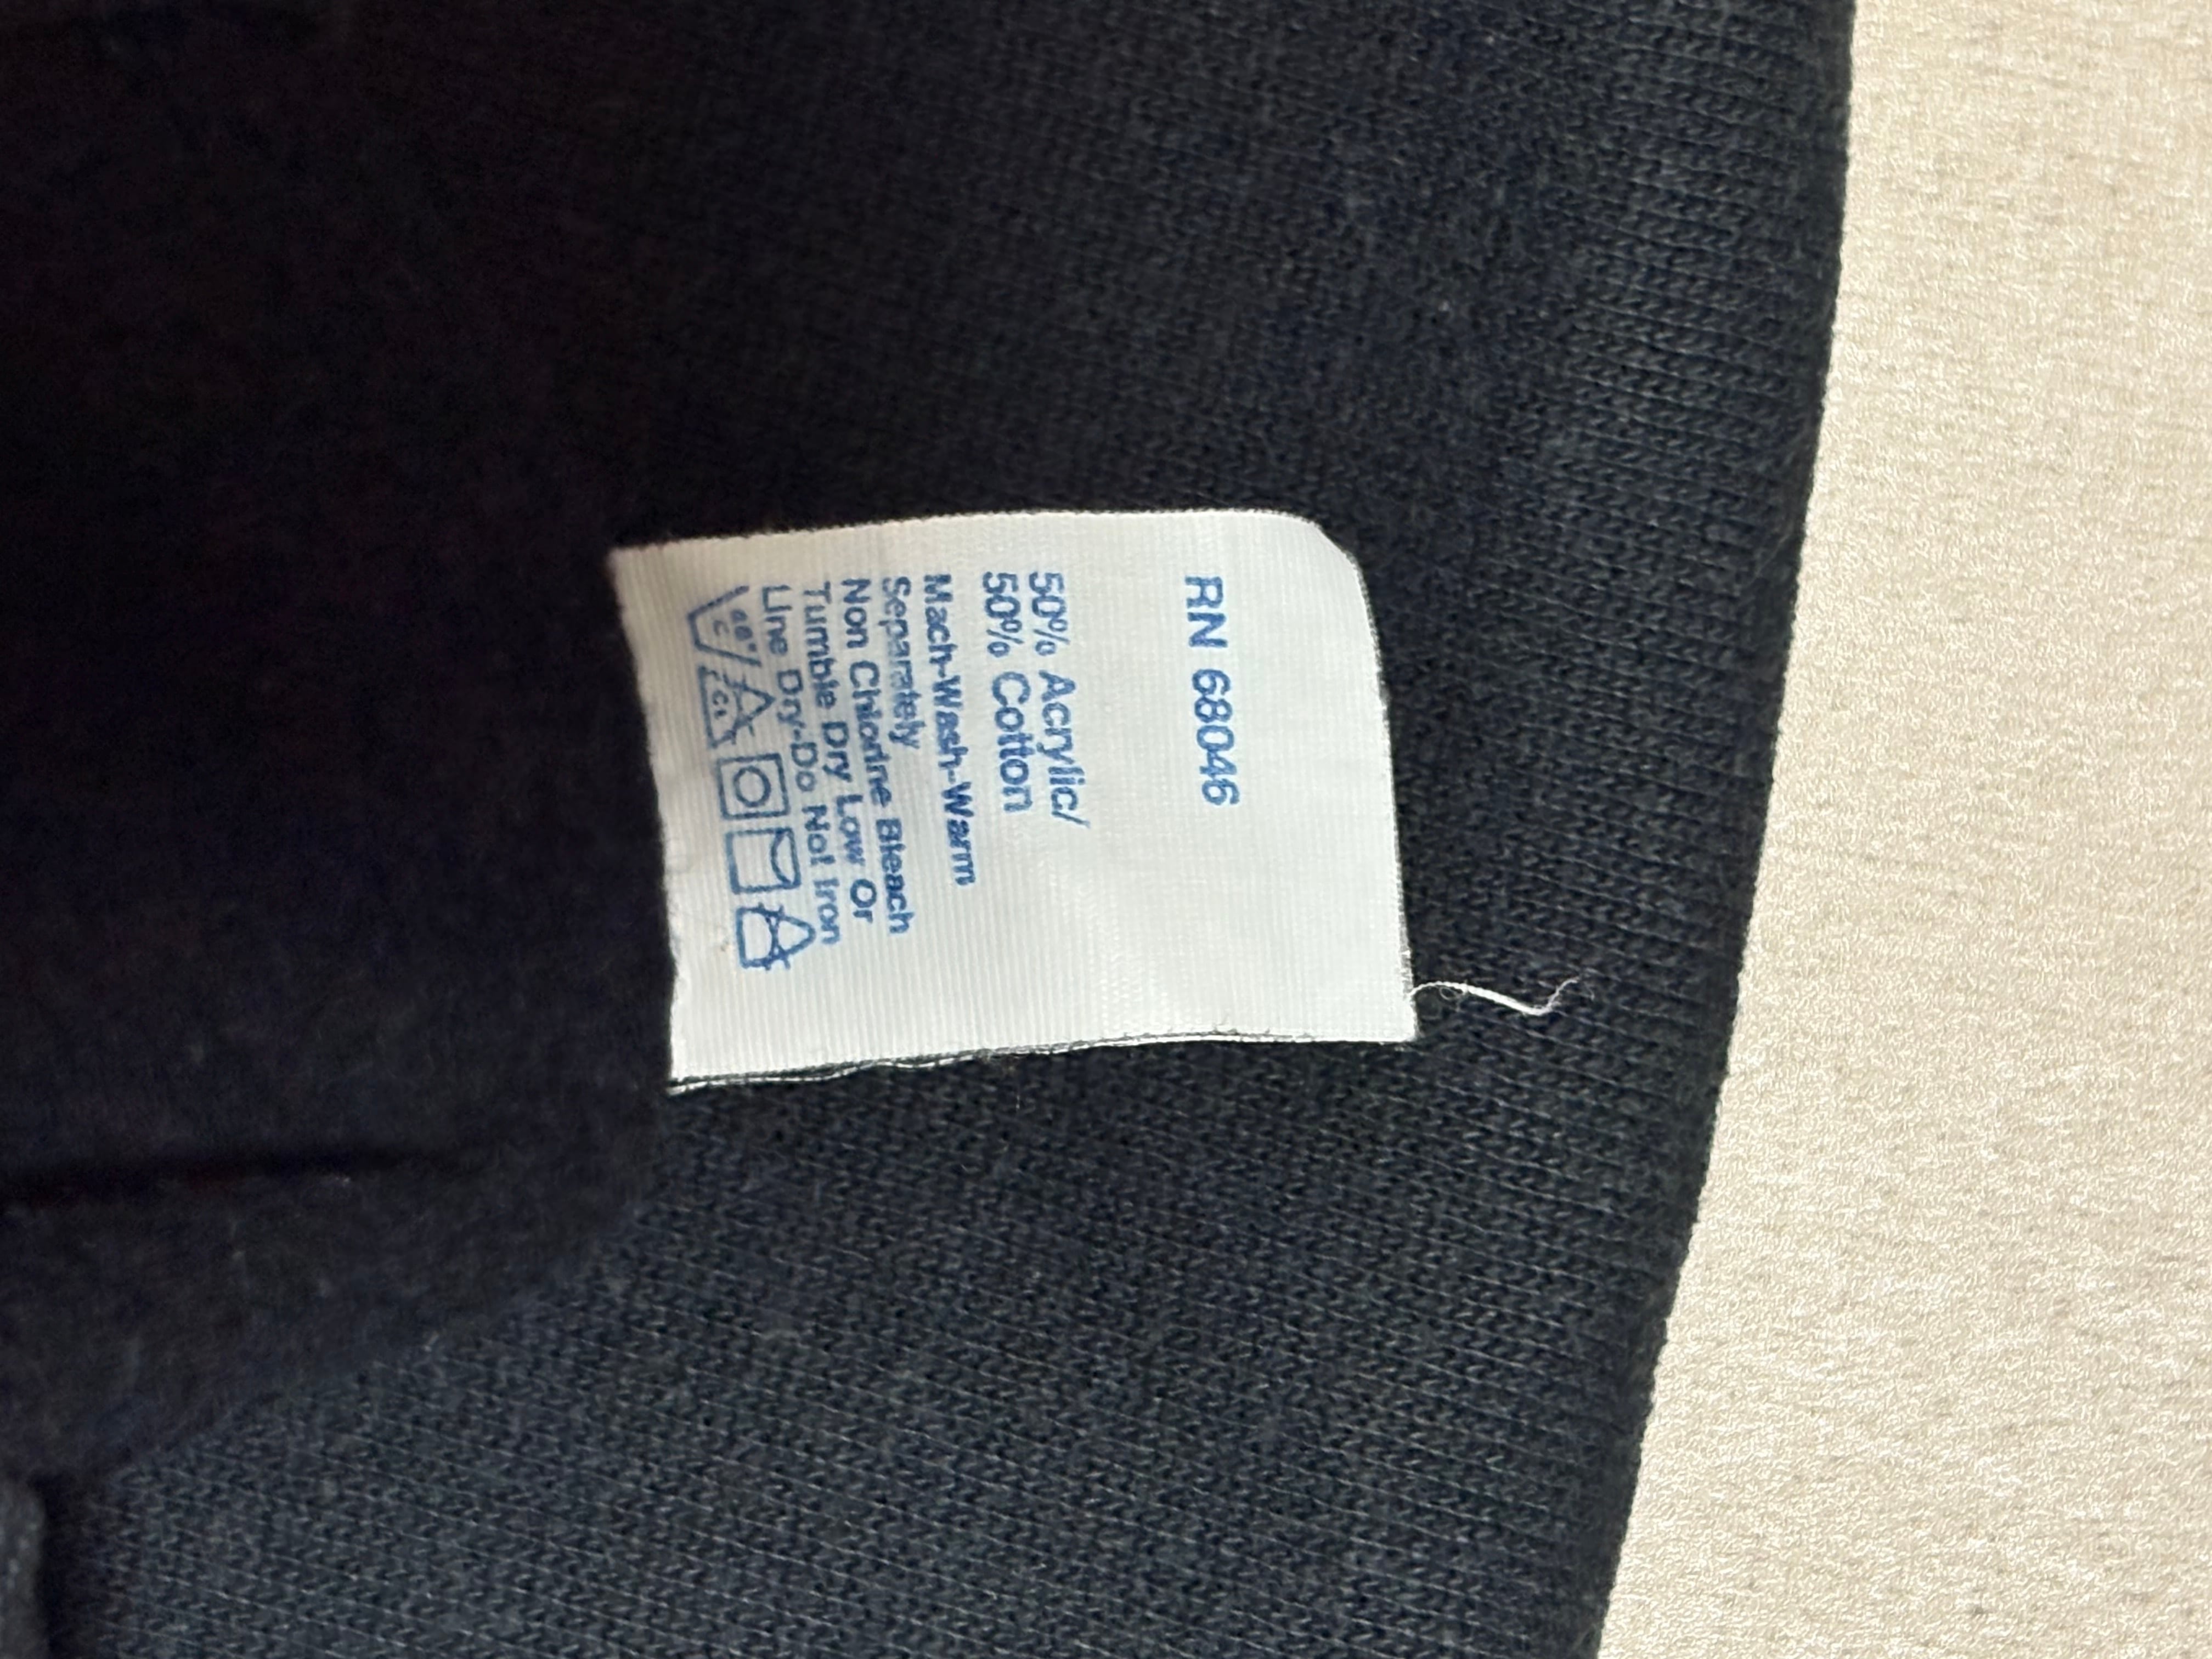 RN 68046
50% Acrylic/
50% Cotton
Mach-Wash-Warm
Separately
Non Chlorine Bleach
Tumble Dry Low Or
Line Dry-Do Not Iron
CL